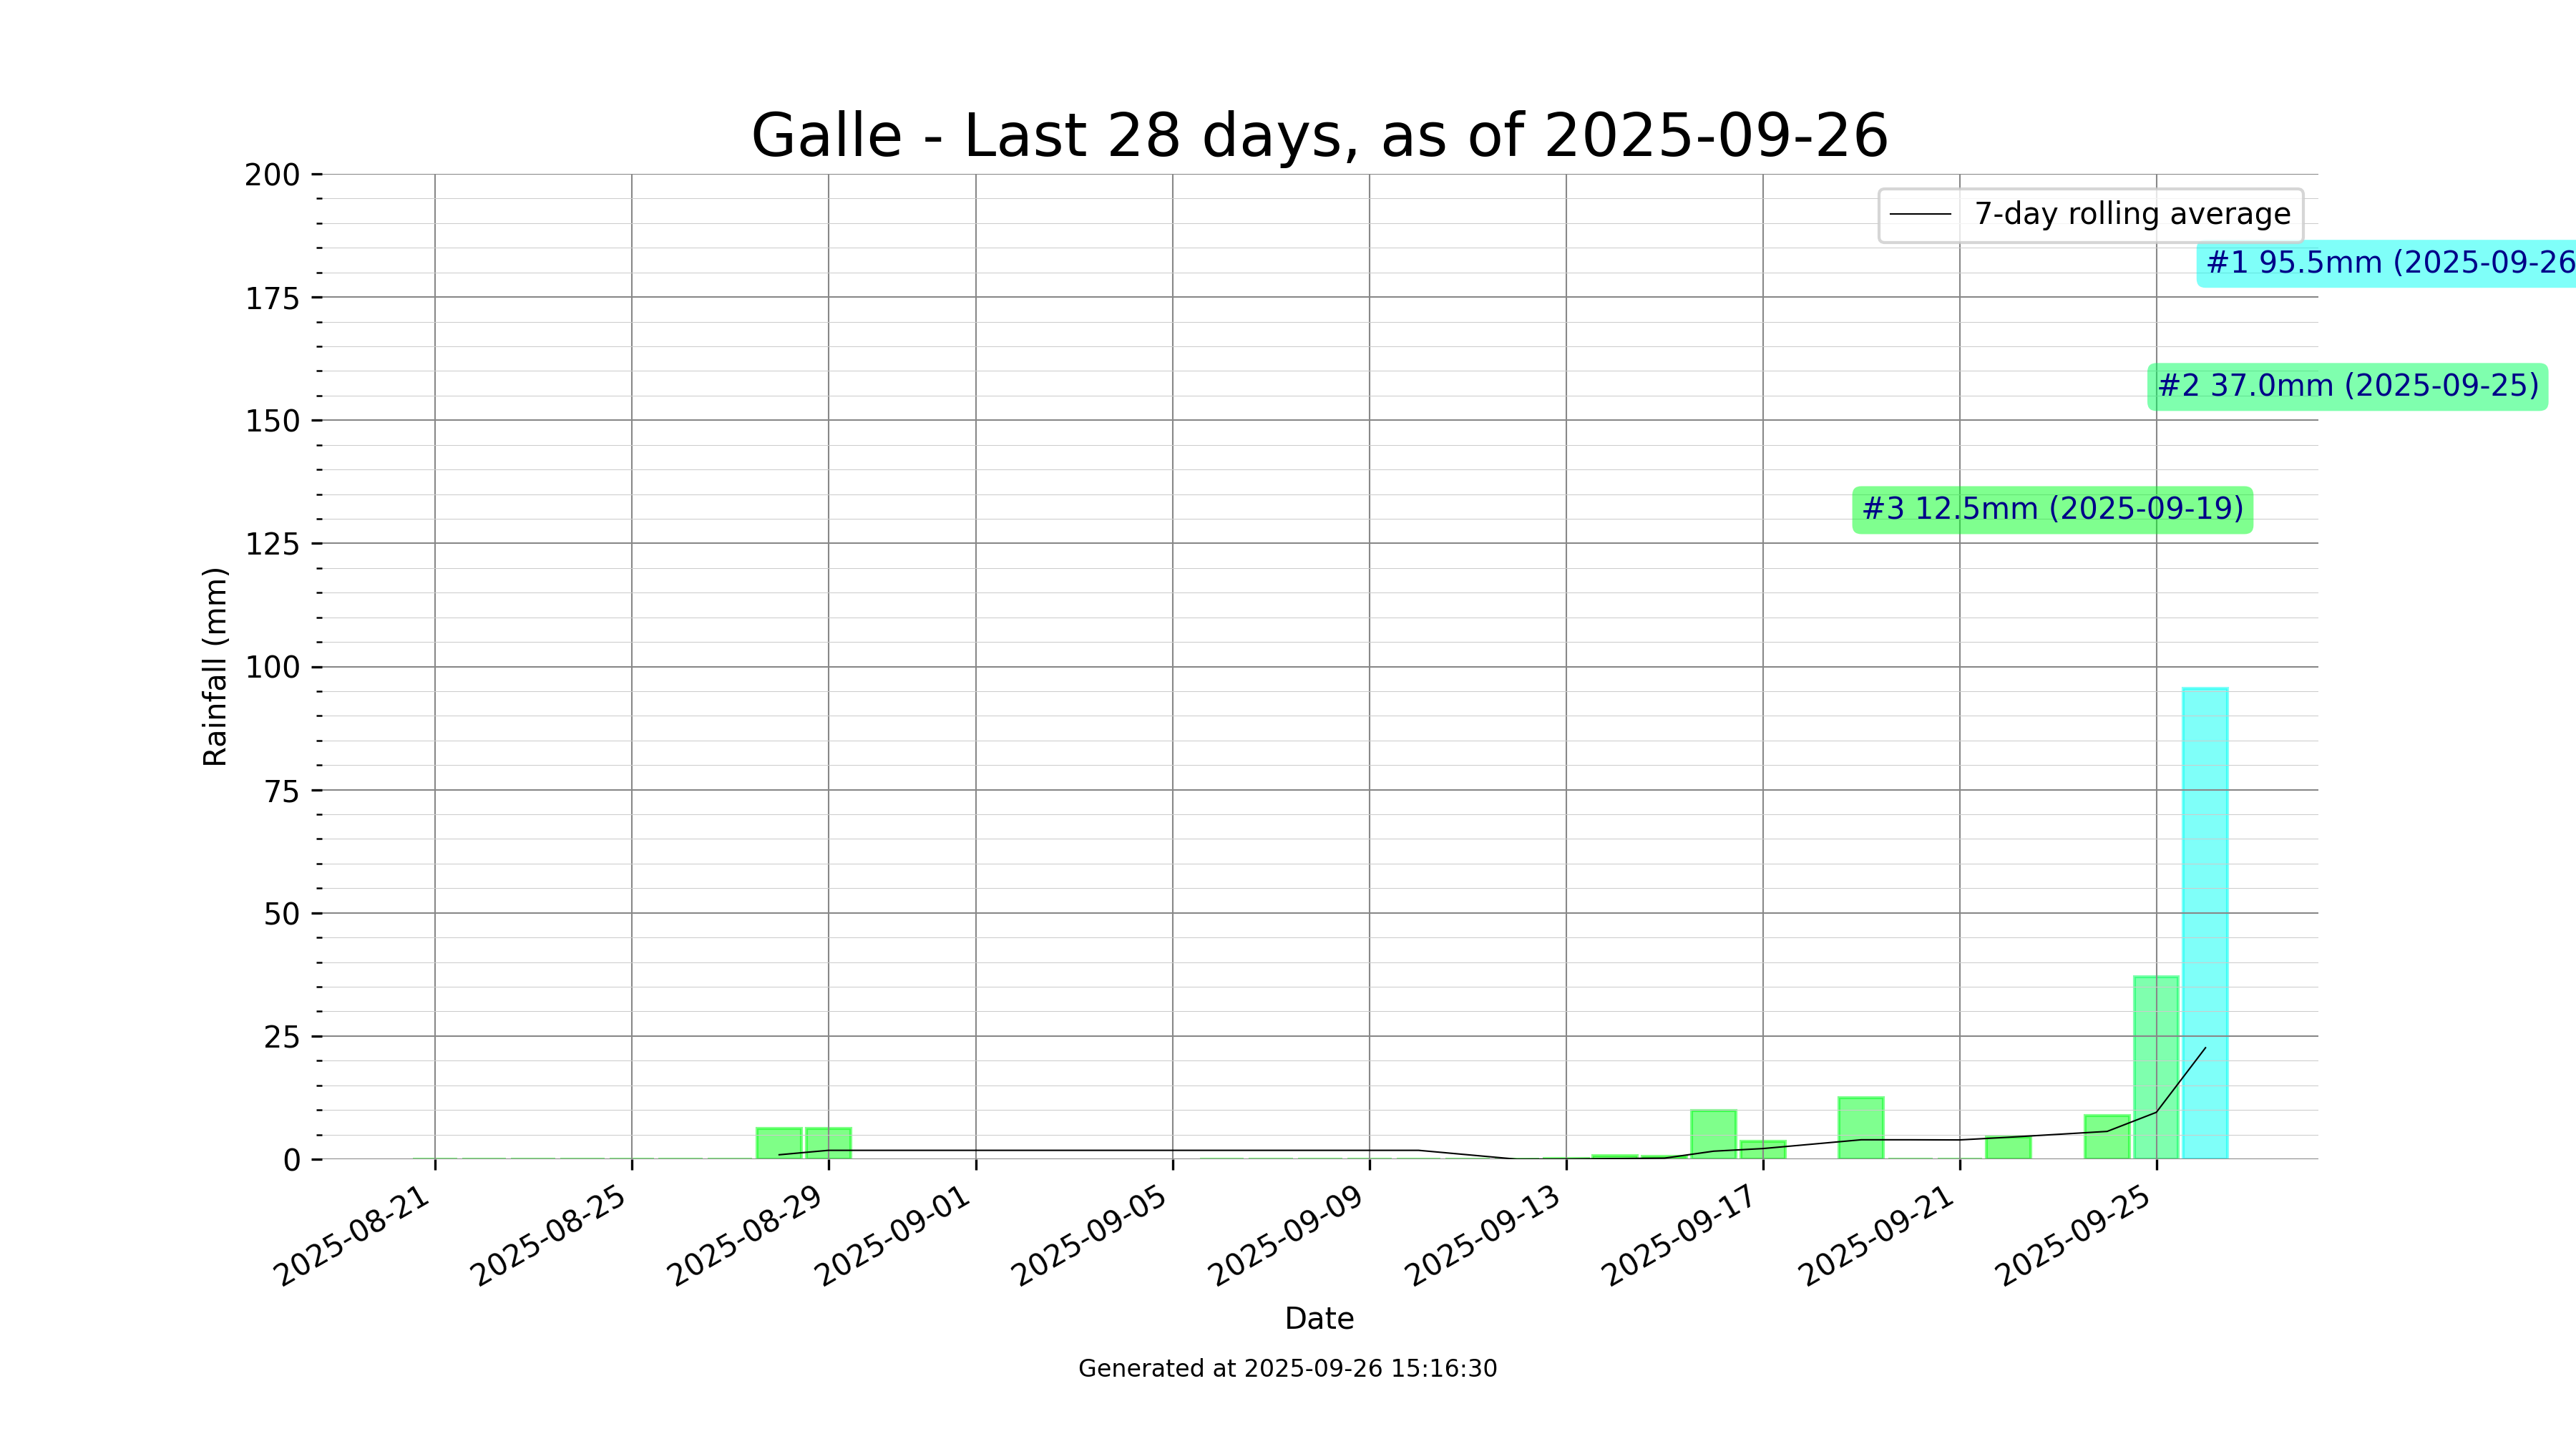 Galle - Last 28 days, as of 2025-09-26
200
175
150
125
100
75
50
25
0
Rainfall (mm)
7-day rolling average
#1 95.5mm (2025-09-26
#2 37.0mm (2025-09-25)
#3 12.5mm (2025-09-19)
2025-08-21
2025-08-25
2025-08-29
2025-09-01
2025-09-05
2025-09-09
2025-09-13
2025-09-17
2025-09-21
2025-09-25
Date
Generated at 2025-09-26 15:16:30